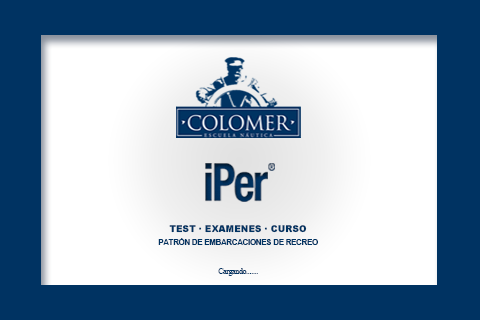 · COLOMER ·
ESCUELA NÁUTICA
iPer®
TEST · EXAMENES · CURSO
PATRÓN DE EMBARCACIONES DE RECREO
Cargando......